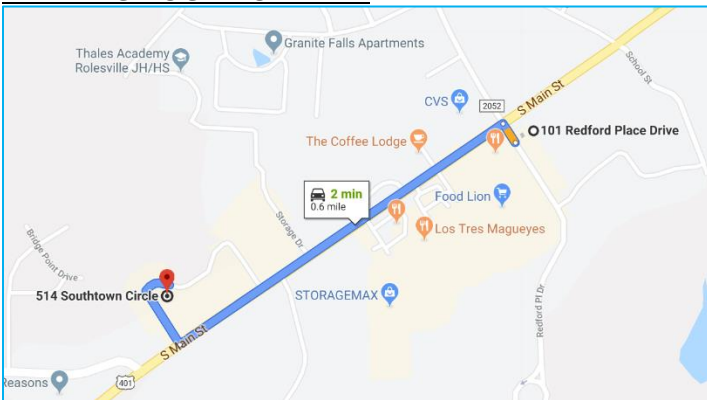 Granite Falls Apartments
Thales Academy
Rolesville JH/HS
School St
S Main St
CVS
2052
101 Redford Place Drive
The Coffee Lodge
2 min
0.6 mile
Food Lion
Storage Dr
Los Tres Magueyes
Bridge Point Drive
514 Southtown Circle
STORAGEMAX
Redford Pl Dr
S Main St
401
Reasons